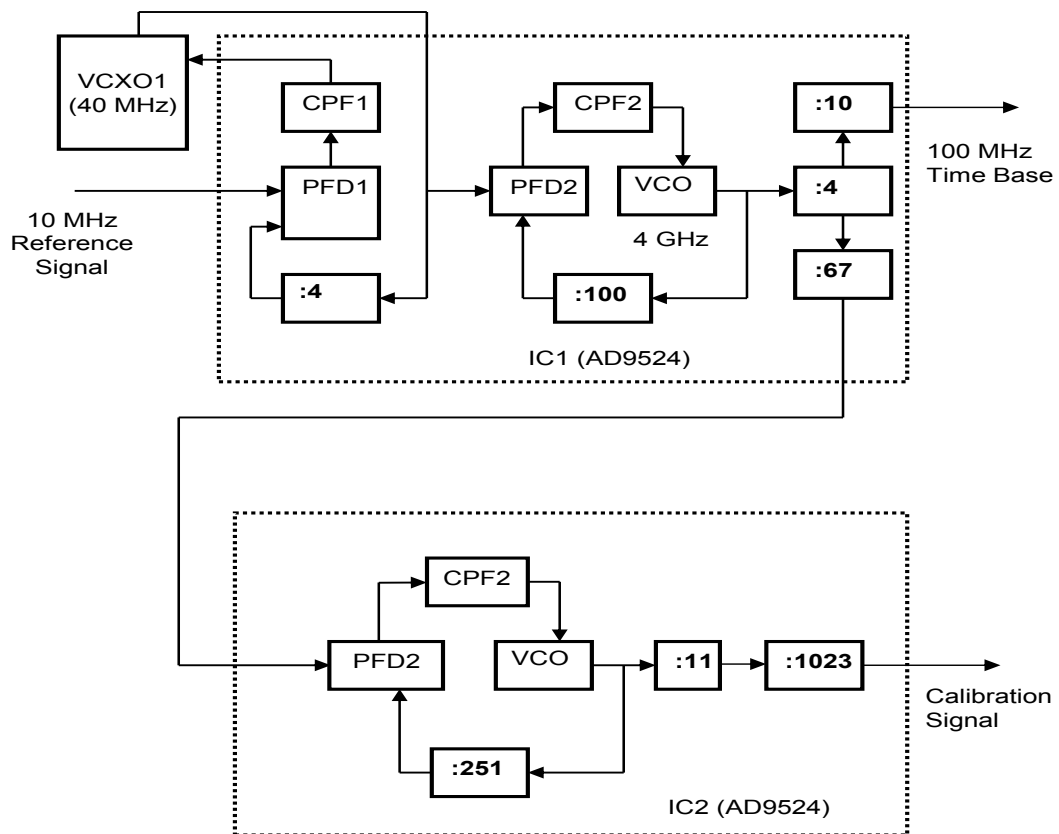 VCXO1
(40 MHz)
CPF1
PFD1
:4
10 MHz
Reference
Signal
CPF2
PFD2
VCO
4 GHz
:100
:10
:4
:67
100 MHz
Time Base
IC1 (AD9524)
CPF2
PFD2
VCO
:11
:1023
:251
Calibration
Signal
IC2 (AD9524)